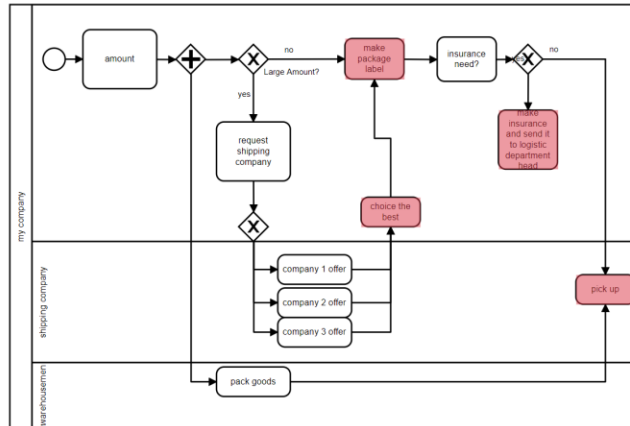 amount
no
Large Amount?
yes
make
package
label
insurance
need?
yes
no
make
insurance
and send it
to logistic
department
head
request
shipping
company
choice the
best
my company
shipping company
company 1 offer
company 2 offer
company 3 offer
pick up
warehousemen
pack goods